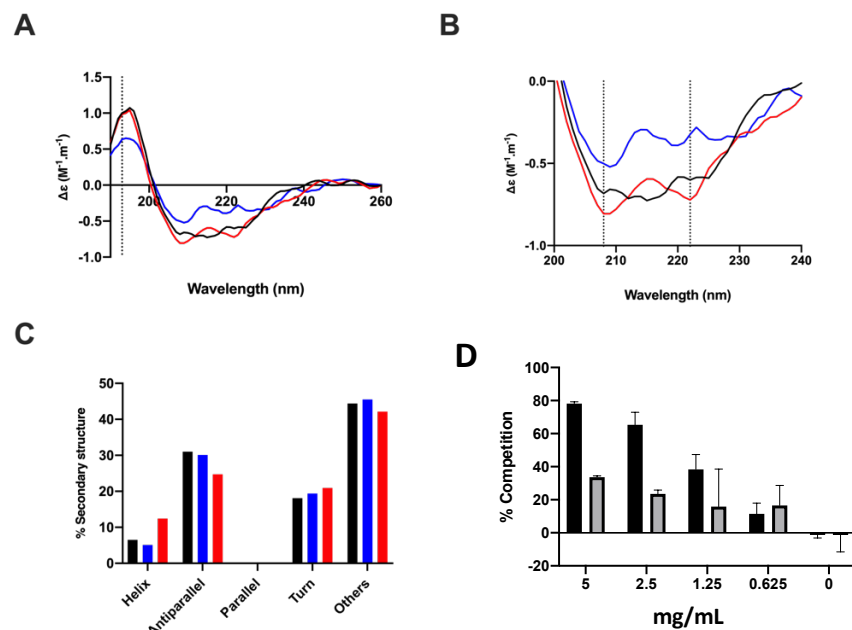 A
1.5
1.0
0.5
0.0
-0.5
-1.0
200
220
240
260
Δε (M⁻¹.m⁻¹)
Wavelength (nm)
B
0.0
-0.5
-1.0
200
210
220
230
240
Δε (M⁻¹.m⁻¹)
Wavelength (nm)
C
50
40
30
20
10
0
% Secondary structure
Helix
Antiparallel
Parallel
Turn
Others
D
100
80
60
40
20
0
-20
% Competition
5
2.5
1.25
0.625
0
mg/mL